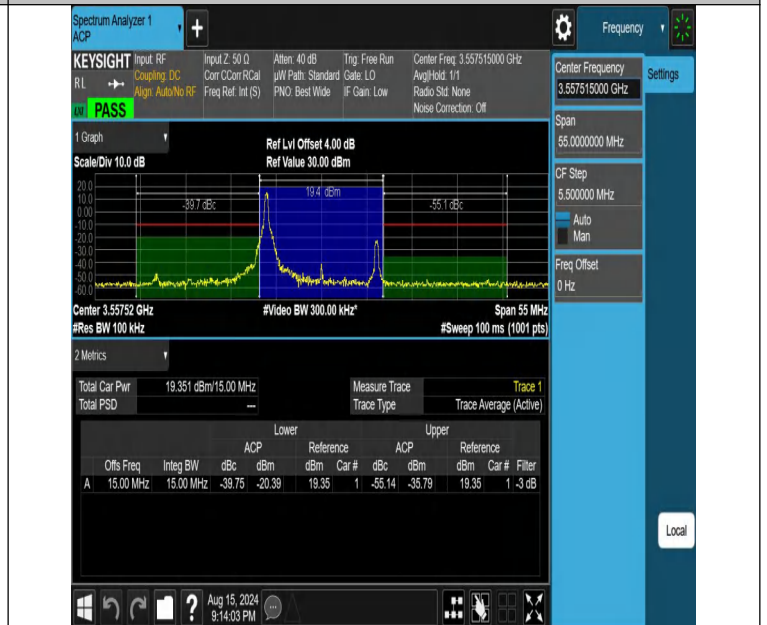 Spectrum Analyzer 1
ACP
+
Frequency
KEYSIGHT Input: RF Input Z: 50 Ω Atten: 40 dB Trig: Free Run Center Freq: 3.557515000 GHz
RL Coupling: DC Corr CCorr RCal µW Path: Standard Gate: LO Avg|Hold: 1/1
Align: Auto/No RF Freq Ref: Int (S) PNO: Best Wide IF Gain: Low Radio Std: None
PASS Noise Correction: Off
Center Frequency
3.557515000 GHz
Settings
Span
55.0000000 MHz
CF Step
5.500000 MHz
Auto
Man
Freq Offset
0 Hz
Local
1 Graph
Ref Lvl Offset 4.00 dB
Scale/Div 10.0 dB Ref Value 30.00 dBm
20.0
10.0
0.00
-10.0
-20.0
-30.0
-40.0
-50.0
-60.0
-39.7 dBc 19.4 dBm -55.1 dBc
Center 3.55752 GHz #Video BW 300.00 kHz* Span 55 MHz
#Res BW 100 kHz #Sweep 100 ms (1001 pts)
2 Metrics
Total Car Pwr 19.351 dBm/15.00 MHz Measure Trace Trace 1
Total PSD --- Trace Type Trace Average (Active)
Lower Upper
ACP Reference ACP Reference
Offs Freq Integ BW dBc dBm dBm Car # dBc dBm dBm Car # Filter
A 15.00 MHz 15.00 MHz -39.75 -20.39 19.35 1 -55.14 -35.79 19.35 1 -3 dB
? Aug 15, 2024
9:14:03 PM